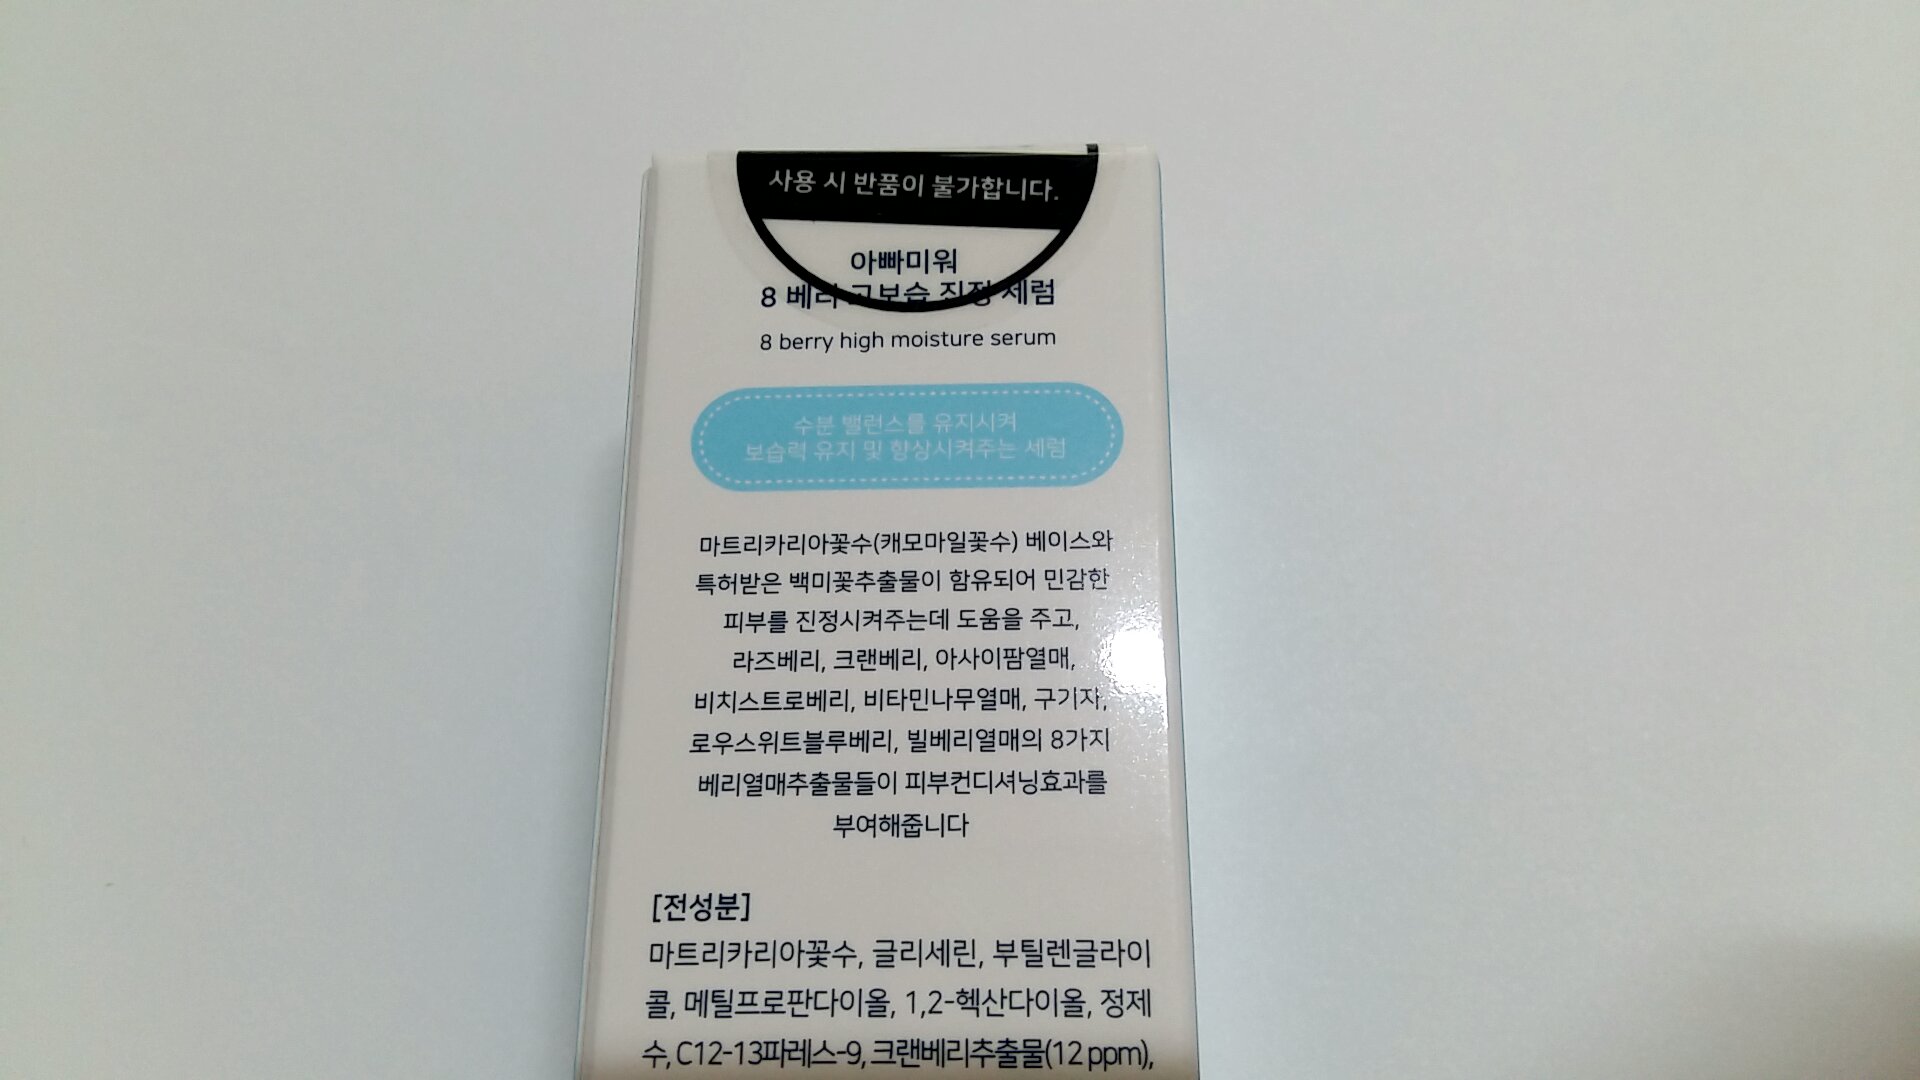 사용 시 반품이 불가합니다.
아빠미워
8 베리 고보습 진정 세럼
8 berry high moisture serum
수분 밸런스를 유지시켜
보습력 유지 및 향상시켜주는 세럼
마트리카리아꽃수(캐모마일꽃수) 베이스와
특허받은 백미꽃추출물이 함유되어 민감한
피부를 진정시켜주는데 도움을 주고,
라즈베리, 크랜베리, 아사이팜열매,
비치스트로베리, 비타민나무열매, 구기자,
로우스위트블루베리, 빌베리열매의 8가지
베리열매추출물들이 피부컨디셔닝효과를
부여해줍니다
[전성분]
마트리카리아꽃수, 글리세린, 부틸렌글라이
콜, 메틸프로판다이올, 1,2-헥산다이올, 정제
수, C12-13파레스-9, 크랜베리추출물(12 ppm),